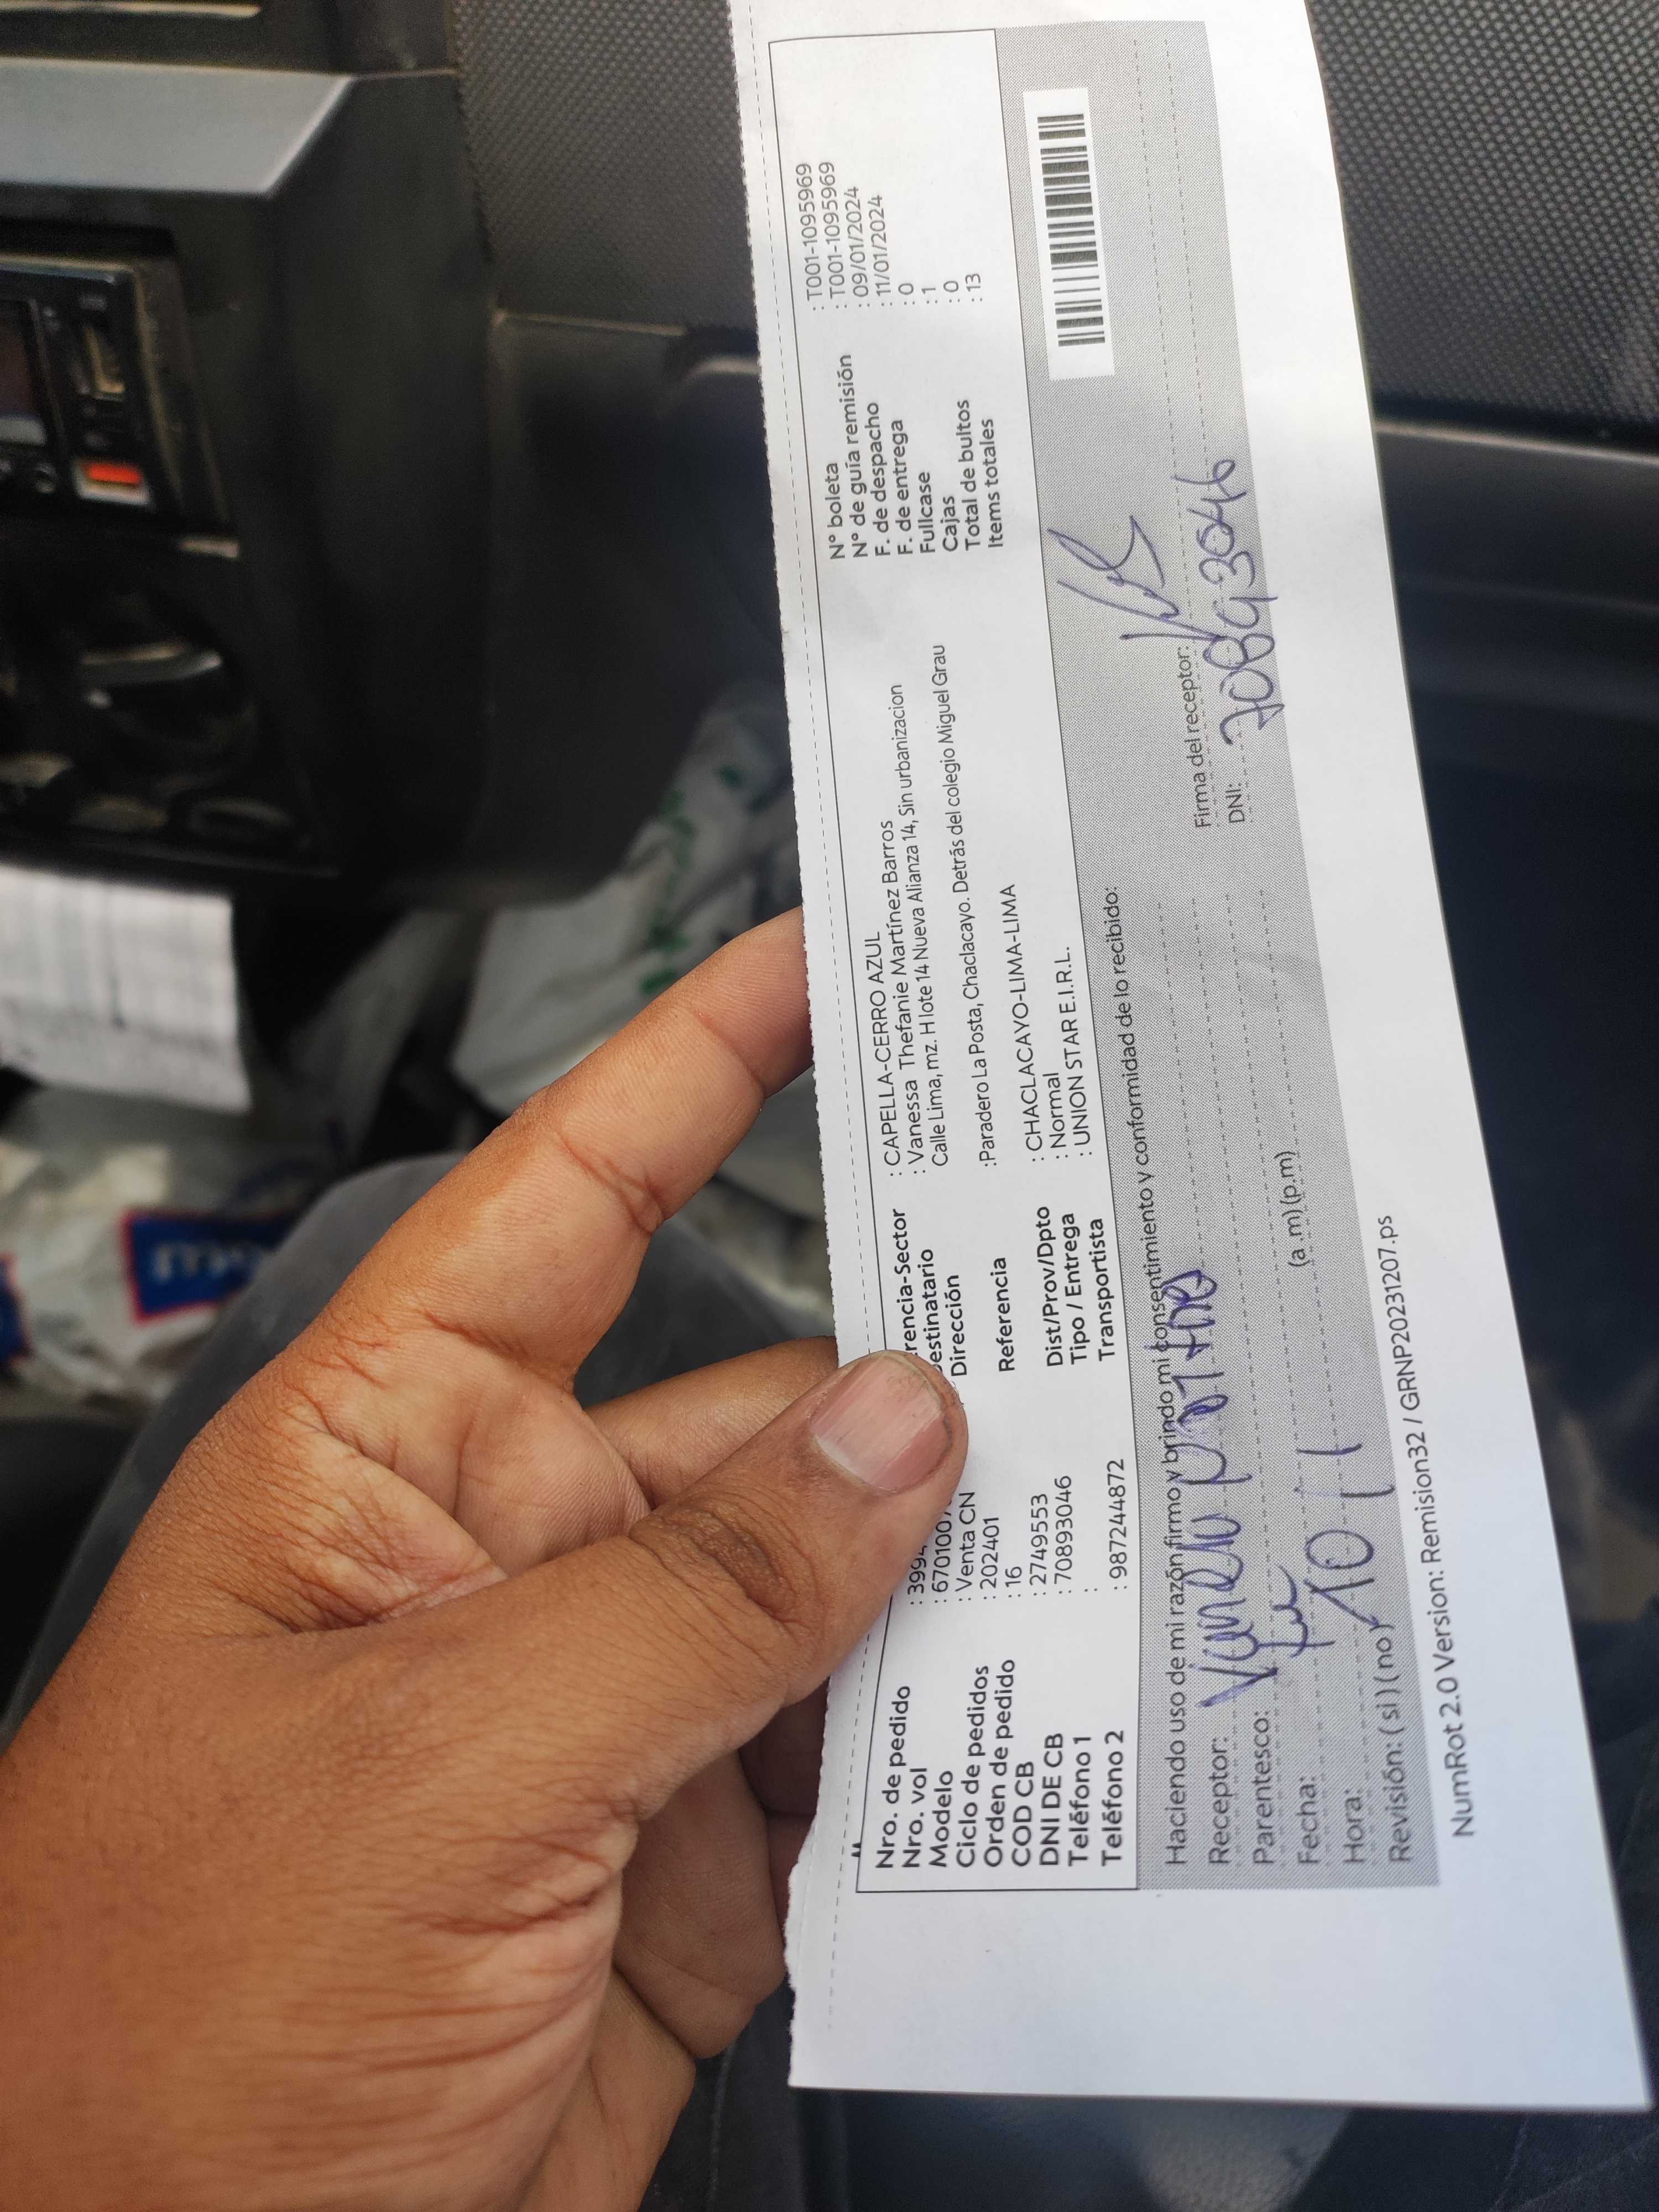 Nro. de pedido : 399
Nro. vol : 670100
Modelo : Venta CN
Ciclo de pedidos : 202401
Orden de pedido : 16
COD CB : 27749553
DNI DE CB : 70893046
Teléfono 1 :
Teléfono 2 : 987244872
rencia-Sector : CAPELLA-CERRO AZUL
estinatario : Vanessa Thefanie Martínez Barros
Dirección Calle Lima, mz. H lote 14 Nueva Alianza 14, Sin urbanizacion
Referencia :Paradero La Posta, Chaclacayo. Detrás del colegio Miguel Grau
Dist/Prov/Dpto : CHACLACAYO-LIMA-LIMA
Tipo / Entrega : Normal
Transportista : UNION STAR E.I.R.L.
N° boleta : T001-1095969
N° de guía remisión : T001-1095969
F. de despacho : 09/01/2024
F. de entrega : 11/01/2024
Fullcase : 0
Cajas : 1
Total de bultos : 0
Items totales : 13
Haciendo uso de mi razón, firmo y brindo mi consentimiento y conformidad de lo recibido:
Receptor:
Parentesco:
Fecha: 10
Hora: (a .m) (p.m)
Revisión: ( si ) ( no )
Firma del receptor:
DNI: 70893046
NumRot 2.0 Version: Remision32 / GRNP20231207.ps